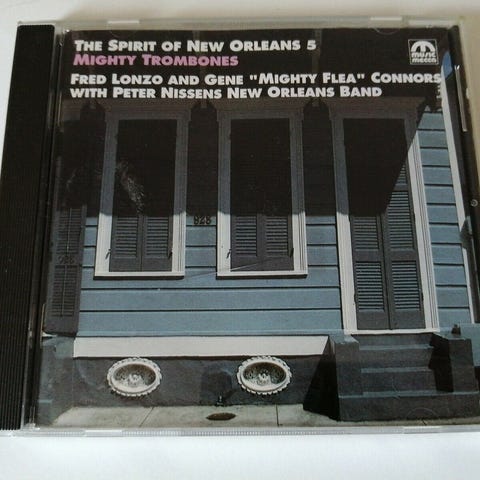 THE SPIRIT OF NEW ORLEANS 5
MIGHTY TROMBONES
FRED LONZO AND GENE "MIGHTY FLEA" CONNORS
WITH PETER NISSENS NEW ORLEANS BAND
MUSIC
MECCA
928